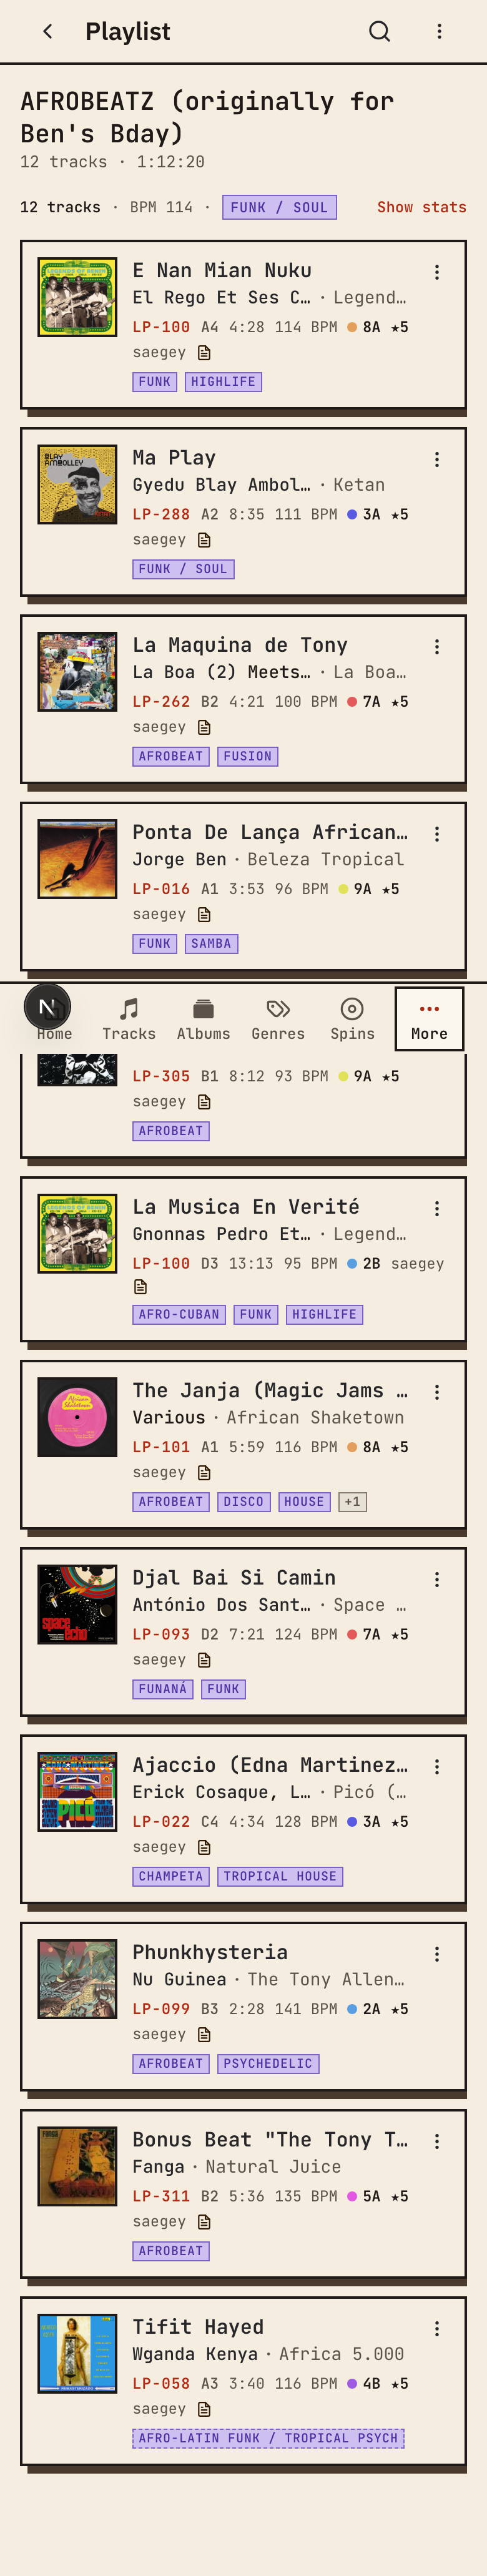 Playlist
AFROBEATZ (originally for
Ben's Bday)
12 tracks · 1:12:20
12 tracks · BPM 114 · FUNK / SOUL Show stats
LEGENDS OF BENIN
E Nan Mian Nuku
El Rego Et Ses C… · Legend…
LP-100 A4 4:28 114 BPM 8A ★5
saegey
FUNK HIGHLIFE
BLAY
AMBOLLEY
Ma Play
Gyedu Blay Ambol… · Ketan
LP-288 A2 8:35 111 BPM 3A ★5
saegey
FUNK / SOUL
La Maquina de Tony
La Boa (2) Meets… · La Boa…
LP-262 B2 4:21 100 BPM 7A ★5
saegey
AFROBEAT FUSION
Ponta De Lança African…
Jorge Ben · Beleza Tropical
LP-016 A1 3:53 96 BPM 9A ★5
saegey
FUNK SAMBA
N
Home Tracks Albums Genres Spins More
LP-305 B1 8:12 93 BPM 9A ★5
saegey
AFROBEAT
LEGENDS OF BENIN
La Musica En Verité
Gnonnas Pedro Et… · Legend…
LP-100 D3 13:13 95 BPM 2B saegey
AFRO-CUBAN FUNK HIGHLIFE
African
Shaketown
The Janja (Magic Jams …
Various · African Shaketown
LP-101 A1 5:59 116 BPM 8A ★5
saegey
AFROBEAT DISCO HOUSE +1
space
echo
Djal Bai Si Camin
António Dos Sant… · Space …
LP-093 D2 7:21 124 BPM 7A ★5
saegey
FUNANÁ FUNK
PICÓ
Ajaccio (Edna Martinez…
Erick Cosaque, L… · Picó (…
LP-022 C4 4:34 128 BPM 3A ★5
saegey
CHAMPETA TROPICAL HOUSE
Phunkhysteria
Nu Guinea · The Tony Allen…
LP-099 B3 2:28 141 BPM 2A ★5
saegey
AFROBEAT PSYCHEDELIC
Bonus Beat "The Tony T…
Fanga · Natural Juice
LP-311 B2 5:36 135 BPM 5A ★5
saegey
AFROBEAT
Tifit Hayed
Wganda Kenya · Africa 5.000
LP-058 A3 3:40 116 BPM 4B ★5
saegey
AFRO-LATIN FUNK / TROPICAL PSYCH